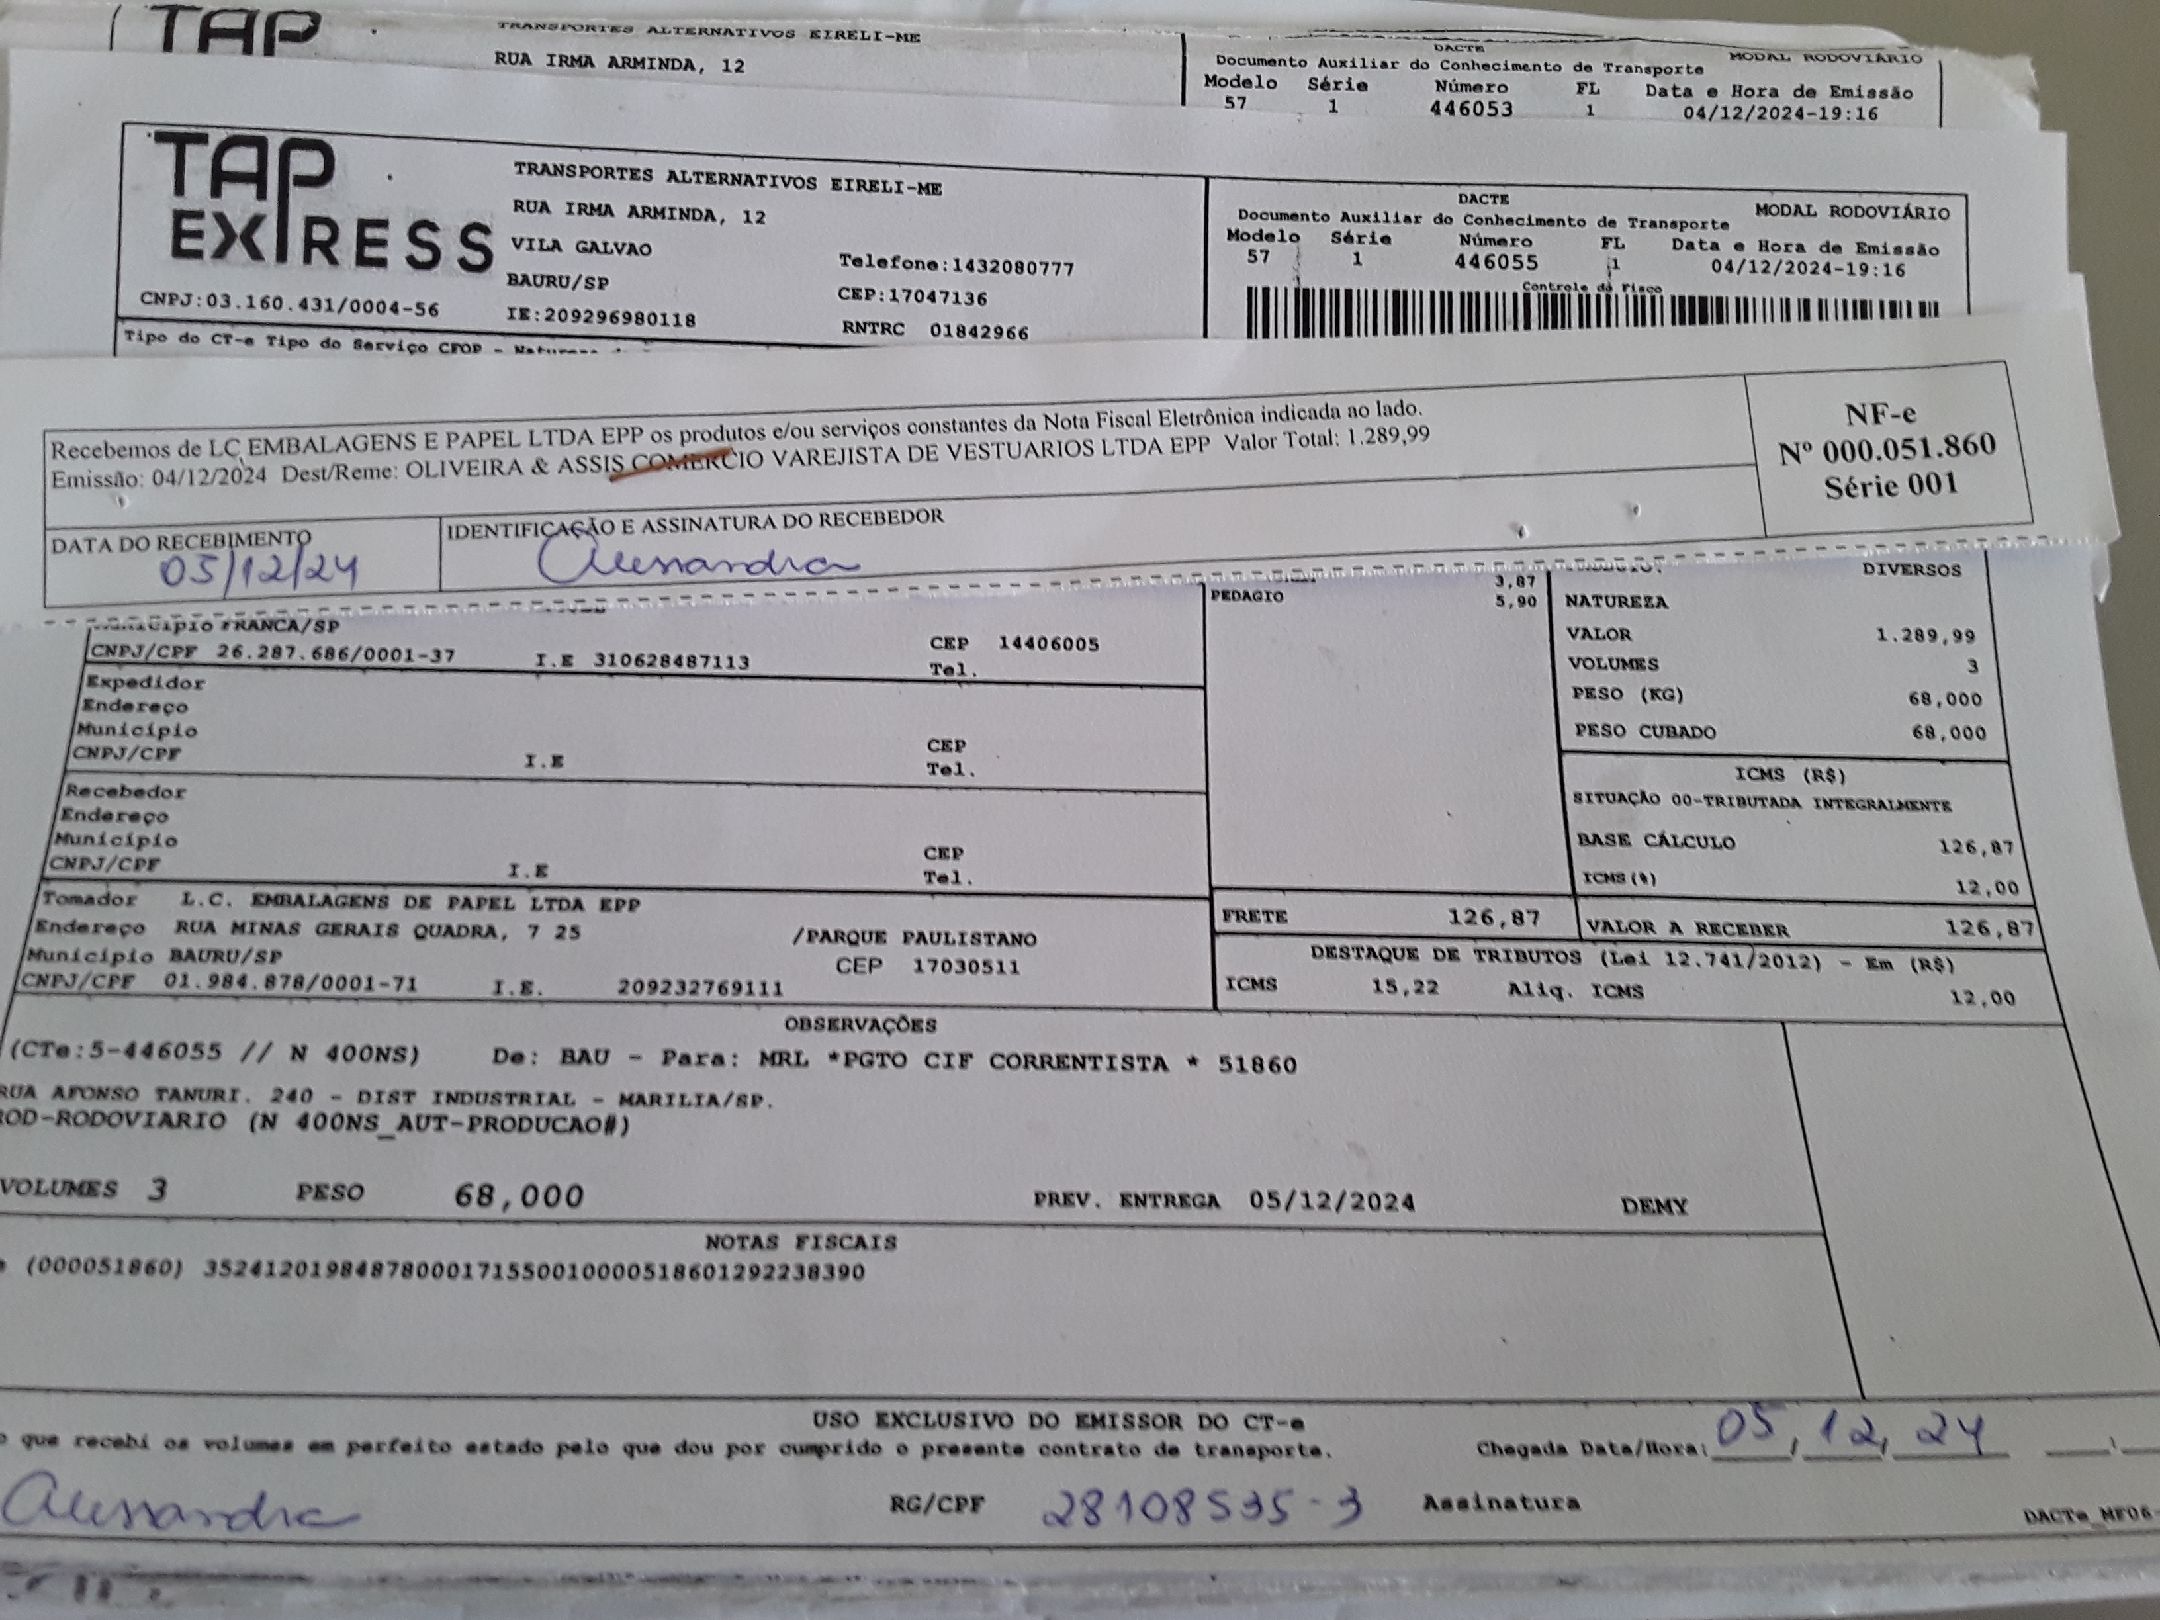 TAP
TRANSPORTES ALTERNATIVOS EIRELI-ME
RUA IRMA ARMINDA, 12
DACTE
MODAL RODOVIÁRIO
Documento Auxiliar do Conhecimento de Transporte
Modelo Série Número FL Data e Hora de Emissão
57 1 446053 1 04/12/2024-19:16
TAP EXPRESS
TRANSPORTES ALTERNATIVOS EIRELI-ME
RUA IRMA ARMINDA, 12
VILA GALVAO
BAURU/SP
IE:209296980118
Telefone:1432080777
CEP:17047136
RNTRC 01842966
CNPJ:03.160.431/0004-56
DACTE
MODAL RODOVIÁRIO
Documento Auxiliar do Conhecimento de Transporte
Modelo Série Número FL Data e Hora de Emissão
57 1 446055 1 04/12/2024-19:16
Controle do Fisco
Tipo do CT-e Tipo do Serviço CFOP -
Recebemos de LC EMBALAGENS E PAPEL LTDA EPP os produtos e/ou serviços constantes da Nota Fiscal Eletrônica indicada ao lado.
Emissão: 04/12/2024 Dest/Reme: OLIVEIRA & ASSIS COMERCIO VAREJISTA DE VESTUARIOS LTDA EPP Valor Total: 1.289,99
NF-e
Nº 000.051.860
Série 001
DATA DO RECEBIMENTO
05/12/24
IDENTIFICAÇÃO E ASSINATURA DO RECEBEDOR
Alessandra
Município FRANCA/SP
CNPJ/CPF 26.287.686/0001-37 I.E 310628487113
CEP 14406005
Tel.
3,87
PEDAGIO 5,90
DIVERSOS
NATUREZA
VALOR 1.289,99
VOLUMES 3
PESO (KG) 68,000
PESO CUBADO 68,000
Expedidor
Endereço
Município CEP
CNPJ/CPF I.E Tel.
Recebedor
Endereço
Município CEP
CNPJ/CPF I.E Tel.
ICMS (R$)
SITUAÇÃO 00-TRIBUTADA INTEGRALMENTE
BASE CÁLCULO 126,87
ICMS(%) 12,00
Tomador L.C. EMBALAGENS DE PAPEL LTDA EPP
Endereço RUA MINAS GERAIS QUADRA, 7 25 /PARQUE PAULISTANO
Município BAURU/SP CEP 17030511
CNPJ/CPF 01.984.878/0001-71 I.E. 209232769111
FRETE 126,87
VALOR A RECEBER 126,87
DESTAQUE DE TRIBUTOS (Lei 12.741/2012) - Em (R$)
ICMS 15,22 Aliq. ICMS 12,00
OBSERVAÇÕES
(CTe:5-446055 // N 400NS) De: BAU - Para: MRL *PGTO CIF CORRENTISTA * 51860
RUA AFONSO TANURI. 240 - DIST INDUSTRIAL - MARILIA/SP.
ROD-RODOVIARIO (N 400NS_AUT-PRODUCAO#)
VOLUMES 3 PESO 68,000 PREV. ENTREGA 05/12/2024 DEMY
NOTAS FISCAIS
(000051860) 35241201984878000171550010000518601292238390
USO EXCLUSIVO DO EMISSOR DO CT-e
o que recebi os volumes em perfeito estado pelo que dou por cumprido o presente contrato de transporte.
Chegada Data/Hora: 05/12/24
Alessandra
RG/CPF 28108535-3 Assinatura
DACTe_MF06-